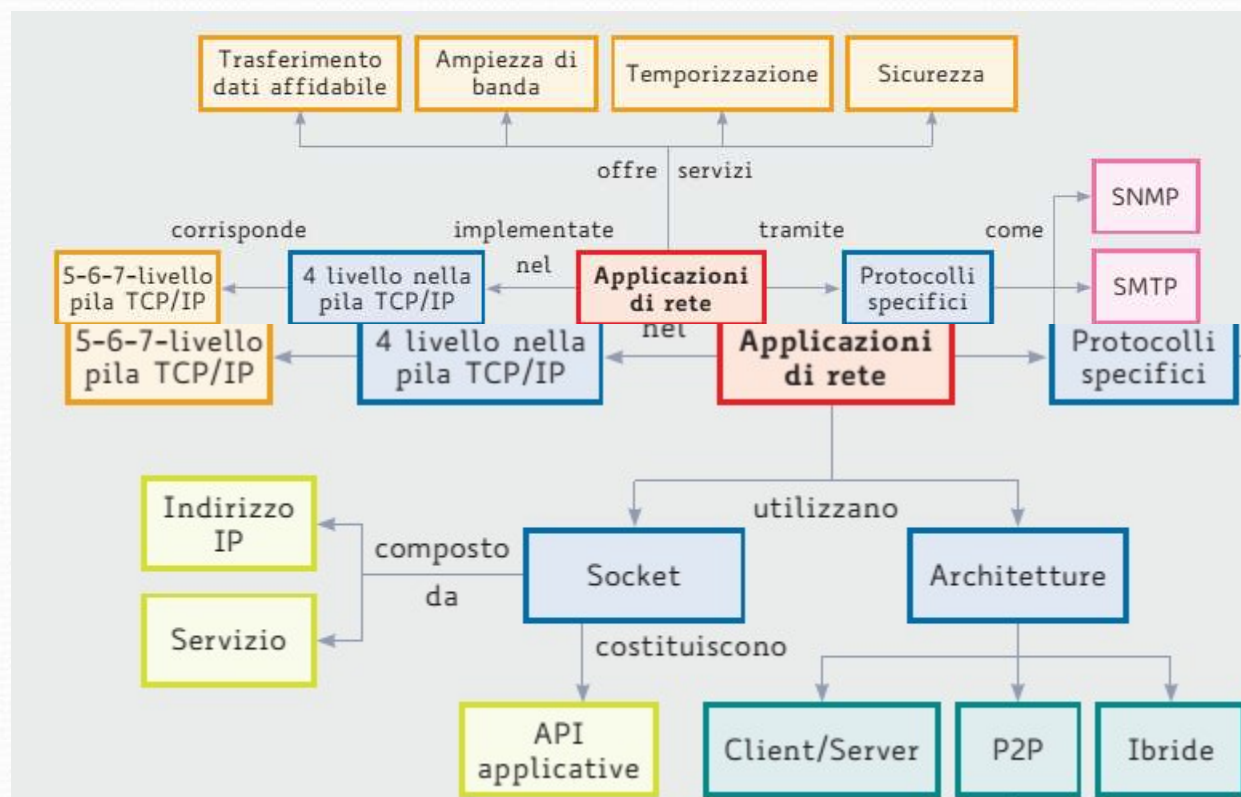 Trasferimento
dati affidabile
Ampiezza di
banda
Temporizzazione
Sicurezza
offre servizi
SNMP
corrisponde
implementate
nel
tramite
come
5-6-7-livello
pila TCP/IP
4 livello nella
pila TCP/IP
Applicazioni
di rete
Protocolli
specifici
SMTP
5-6-7-livello
pila TCP/IP
4 livello nella
pila TCP/IP
nel
Applicazioni
di rete
Protocolli
specifici
utilizzano
Indirizzo
IP
composto
da
Socket
Architetture
Servizio
costituiscono
API
applicative
Client/Server
P2P
Ibride